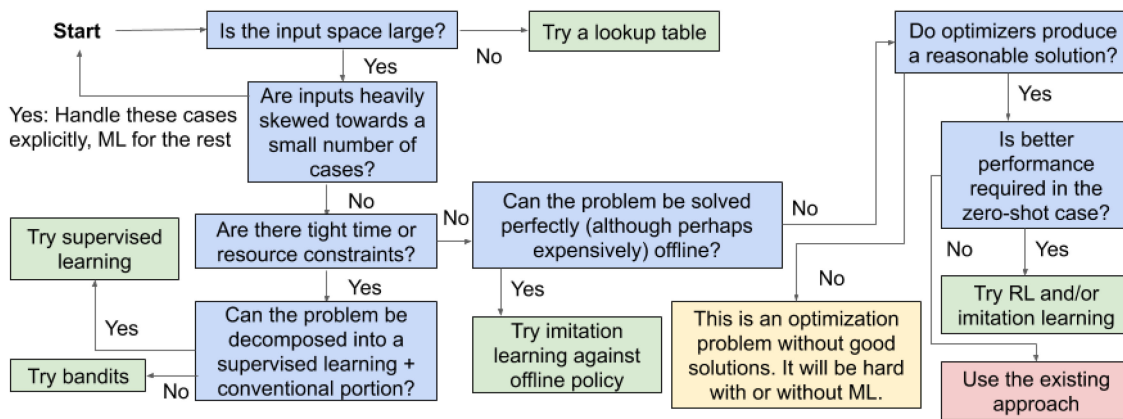 Start
Is the input space large?
No
Try a lookup table
Yes
Yes: Handle these cases
explicitly, ML for the rest
Are inputs heavily
skewed towards a
small number of
cases?
No
Are there tight time or
resource constraints?
No
Yes
Can the problem be
decomposed into a
supervised learning +
conventional portion?
Yes
Try supervised
learning
No
Try bandits
Can the problem be solved
perfectly (although perhaps
expensively) offline?
Yes
Try imitation
learning against
offline policy
No
Do optimizers produce
a reasonable solution?
No
This is an optimization
problem without good
solutions. It will be hard
with or without ML.
Yes
Is better
performance
required in the
zero-shot case?
Yes
Try RL and/or
imitation learning
No
Use the existing
approach